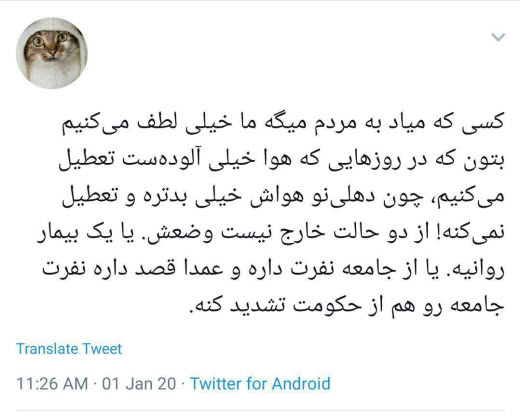 کسی که میاد به مردم میگه ما خیلی لطف می‌کنیم
بتون که در روزهایی که هوا خیلی آلوده‌ست تعطیل
می‌کنیم، چون دهلی‌نو هواش خیلی بدتره و تعطیل
نمی‌کنه! از دو حالت خارج نیست وضعش. یا یک بیمار
روانیه. یا از جامعه نفرت داره و عمدا قصد داره نفرت
جامعه رو هم از حکومت تشدید کنه.
Translate Tweet
11:26 AM · 01 Jan 20 · Twitter for Android